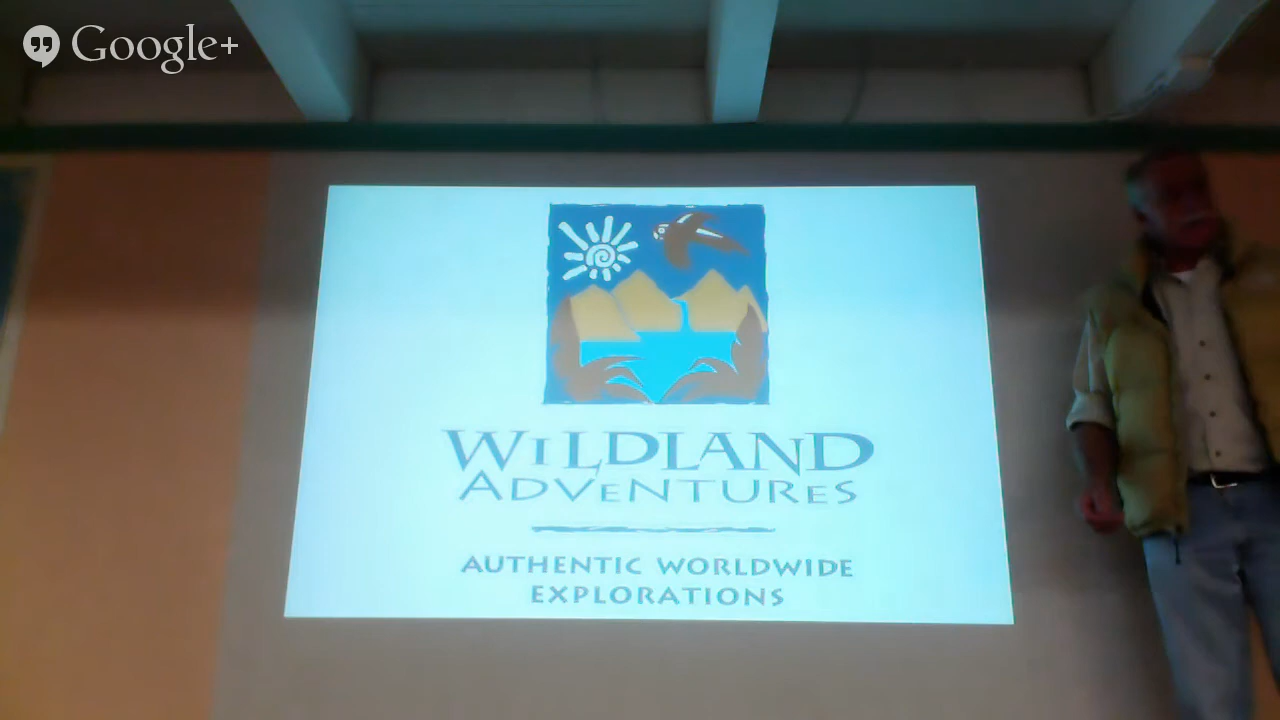 Google+
WiLDLAND
ADVeNTUReS
AUTHENTIC WORLDWIDE
EXPLORATIONS